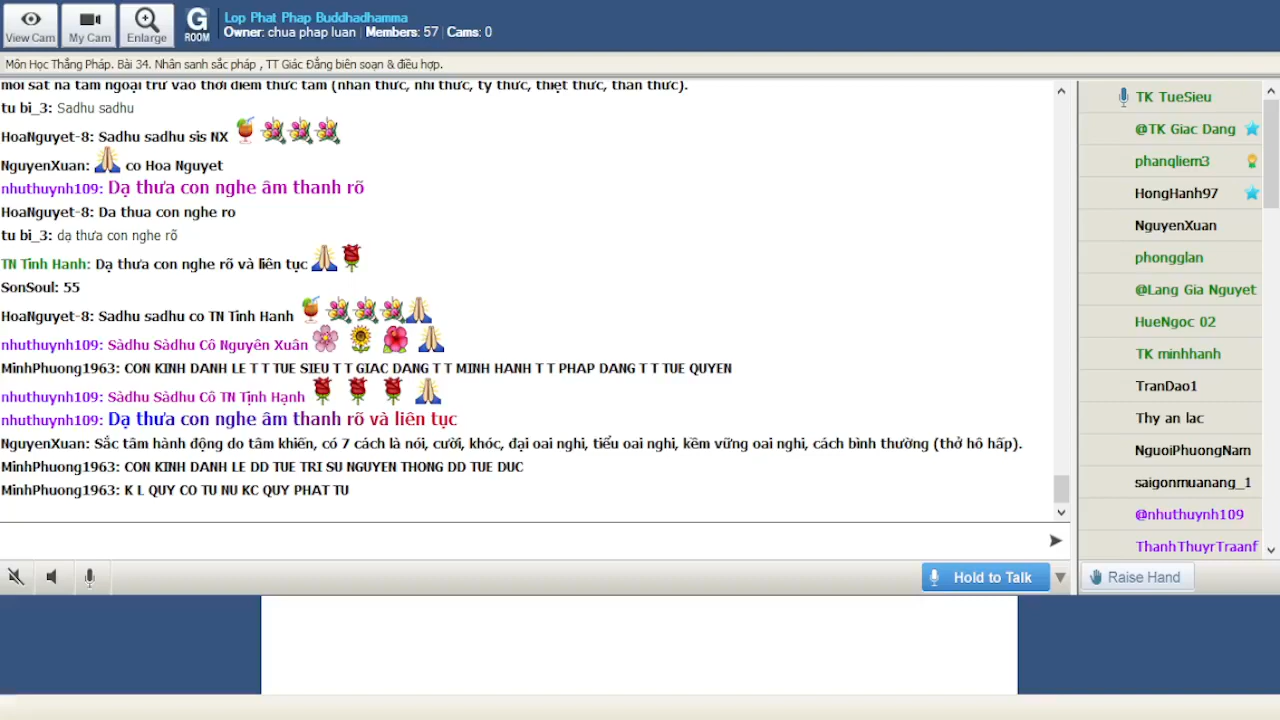 View Cam
My Cam
Enlarge
G
ROOM
Lop Phat Phap Buddhadhamma
Owner: chua phap luan | Members: 57 | Cams: 0
Môn Học Thắng Pháp. Bài 34. Nhân sanh sắc pháp , TT Giác Đẳng biên soạn & điều hợp.
mỗi sát na tâm ngoại trừ vào thời điểm thức tâm (nhãn thức, nhĩ thức, tỷ thức, thiệt thức, thân thức).
tu bi_3: Sadhu sadhu
HoaNguyet-8: Sadhu sadhu sis NX
NguyenXuan: co Hoa Nguyet
nhuthuynh109: Dạ thưa con nghe âm thanh rõ
HoaNguyet-8: Da thua con nghe ro
tu bi_3: dạ thưa con nghe rõ
TN Tinh Hanh: Dạ thưa con nghe rõ và liên tục
SonSoul: 55
HoaNguyet-8: Sadhu sadhu co TN Tinh Hanh
nhuthuynh109: Sàdhu Sàdhu Cô Nguyên Xuân
MinhPhuong1963: CON KINH DANH LE T T TUE SIEU T T GIAC DANG T T MINH HANH T T PHAP DANG T T TUE QUYEN
nhuthuynh109: Sàdhu Sàdhu Cô TN Tịnh Hạnh
nhuthuynh109: Dạ thưa con nghe âm thanh rõ và liên tục
NguyenXuan: Sắc tâm hành động do tâm khiến, có 7 cách là nói, cười, khóc, đại oai nghi, tiểu oai nghi, kềm vững oai nghi, cách bình thường (thở hô hấp).
MinhPhuong1963: CON KINH DANH LE DD TUE TRI SU NGUYEN THONG DD TUE DUC
MinhPhuong1963: K L QUY CO TU NU KC QUY PHAT TU
TK TueSieu
@TK Giac Dang
phanqliem3
HongHanh97
NguyenXuan
phongglan
@Lang Gia Nguyet
HueNgoc 02
TK minhhanh
TranDao1
Thy an lac
NguoiPhuongNam
saigonmuanang_1
@nhuthuynh109
ThanhThuyrTraanf
Hold to Talk
Raise Hand